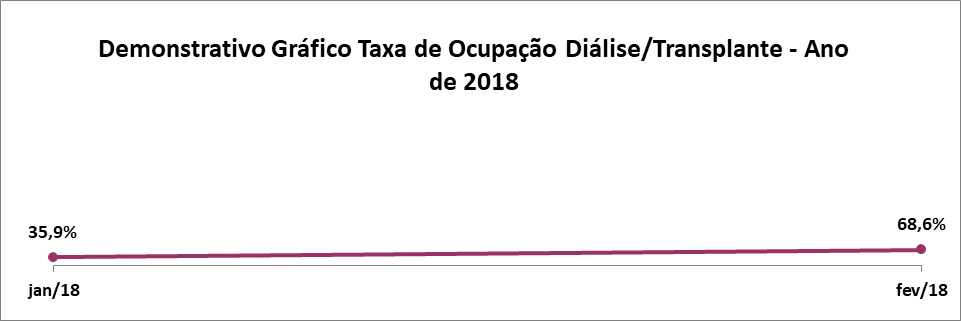 Demonstrativo Gráfico Taxa de Ocupação Diálise/Transplante - Ano
de 2018
35,9%
68,6%
jan/18
fev/18